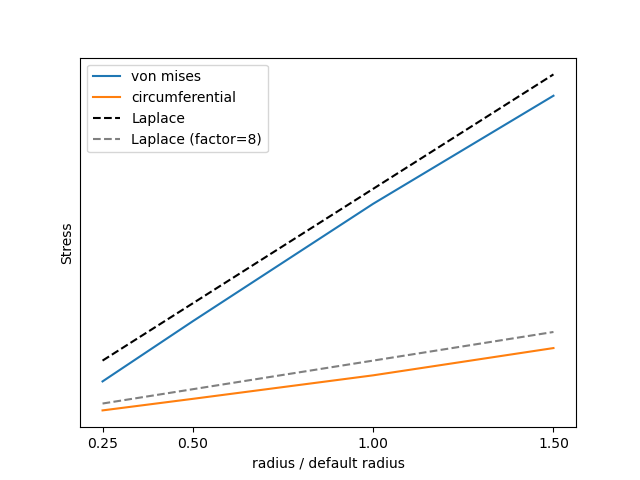 von mises
circumferential
Laplace
Laplace (factor=8)
Stress
0.25
0.50
1.00
1.50
radius / default radius